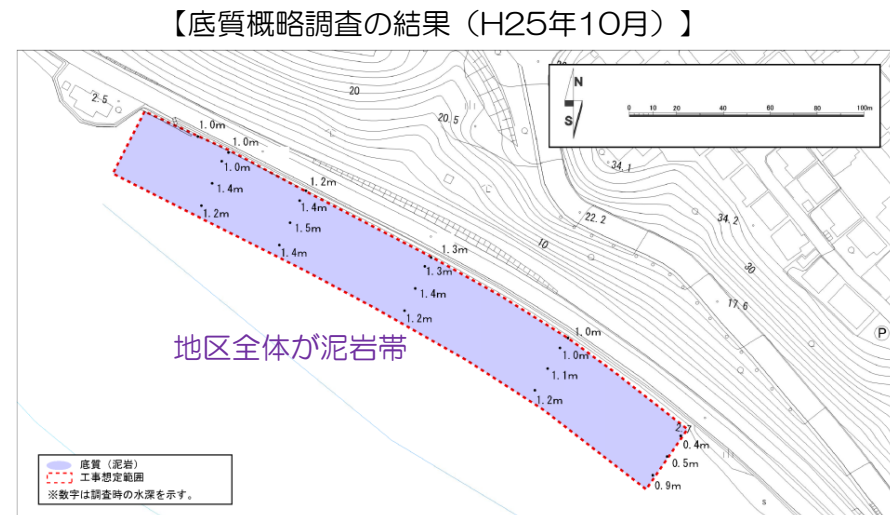 【底質概略調査の結果（H25年10月）】
N
S
0 10 20 40 60 80 100m
2.5
20
20.5
34.1
34.2
22.2
10
30
17.6
P
1.0m
1.0m
1.0m
1.4m
1.2m
1.2m
1.4m
1.5m
1.4m
1.3m
1.3m
1.4m
1.2m
1.0m
1.0m
1.1m
1.2m
2.7
0.4m
0.5m
0.9m
地区全体が泥岩帯
底質（泥岩）
工事想定範囲
※数字は調査時の水深を示す。